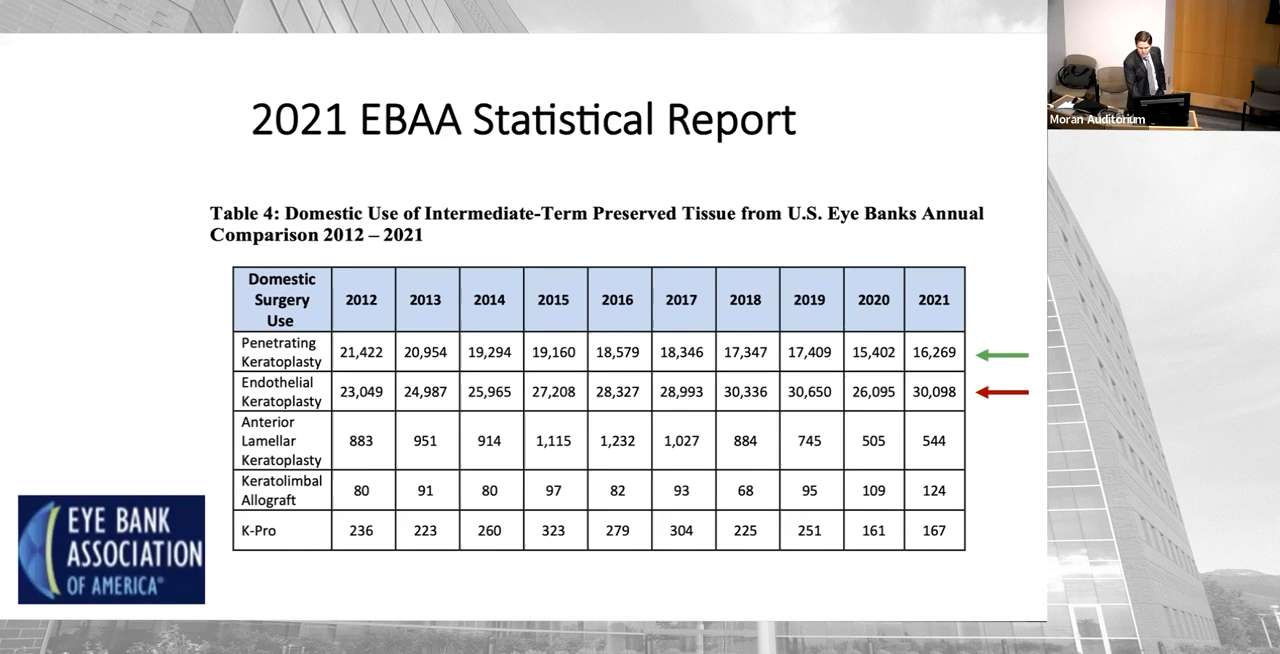 2021 EBAA Statistical Report
Moran Auditorium
Table 4: Domestic Use of Intermediate-Term Preserved Tissue from U.S. Eye Banks Annual
Comparison 2012 – 2021
Domestic
Surgery
Use
2012 2013 2014 2015 2016 2017 2018 2019 2020 2021
Penetrating
Keratoplasty
21,422 20,954 19,294 19,160 18,579 18,346 17,347 17,409 15,402 16,269
Endothelial
Keratoplasty
23,049 24,987 25,965 27,208 28,327 28,993 30,336 30,650 26,095 30,098
Anterior
Lamellar
Keratoplasty
883 951 914 1,115 1,232 1,027 884 745 505 544
Keratolimbal
Allograft
80 91 80 97 82 93 68 95 109 124
K-Pro 236 223 260 323 279 304 225 251 161 167
EYE BANK
ASSOCIATION
OF AMERICA®